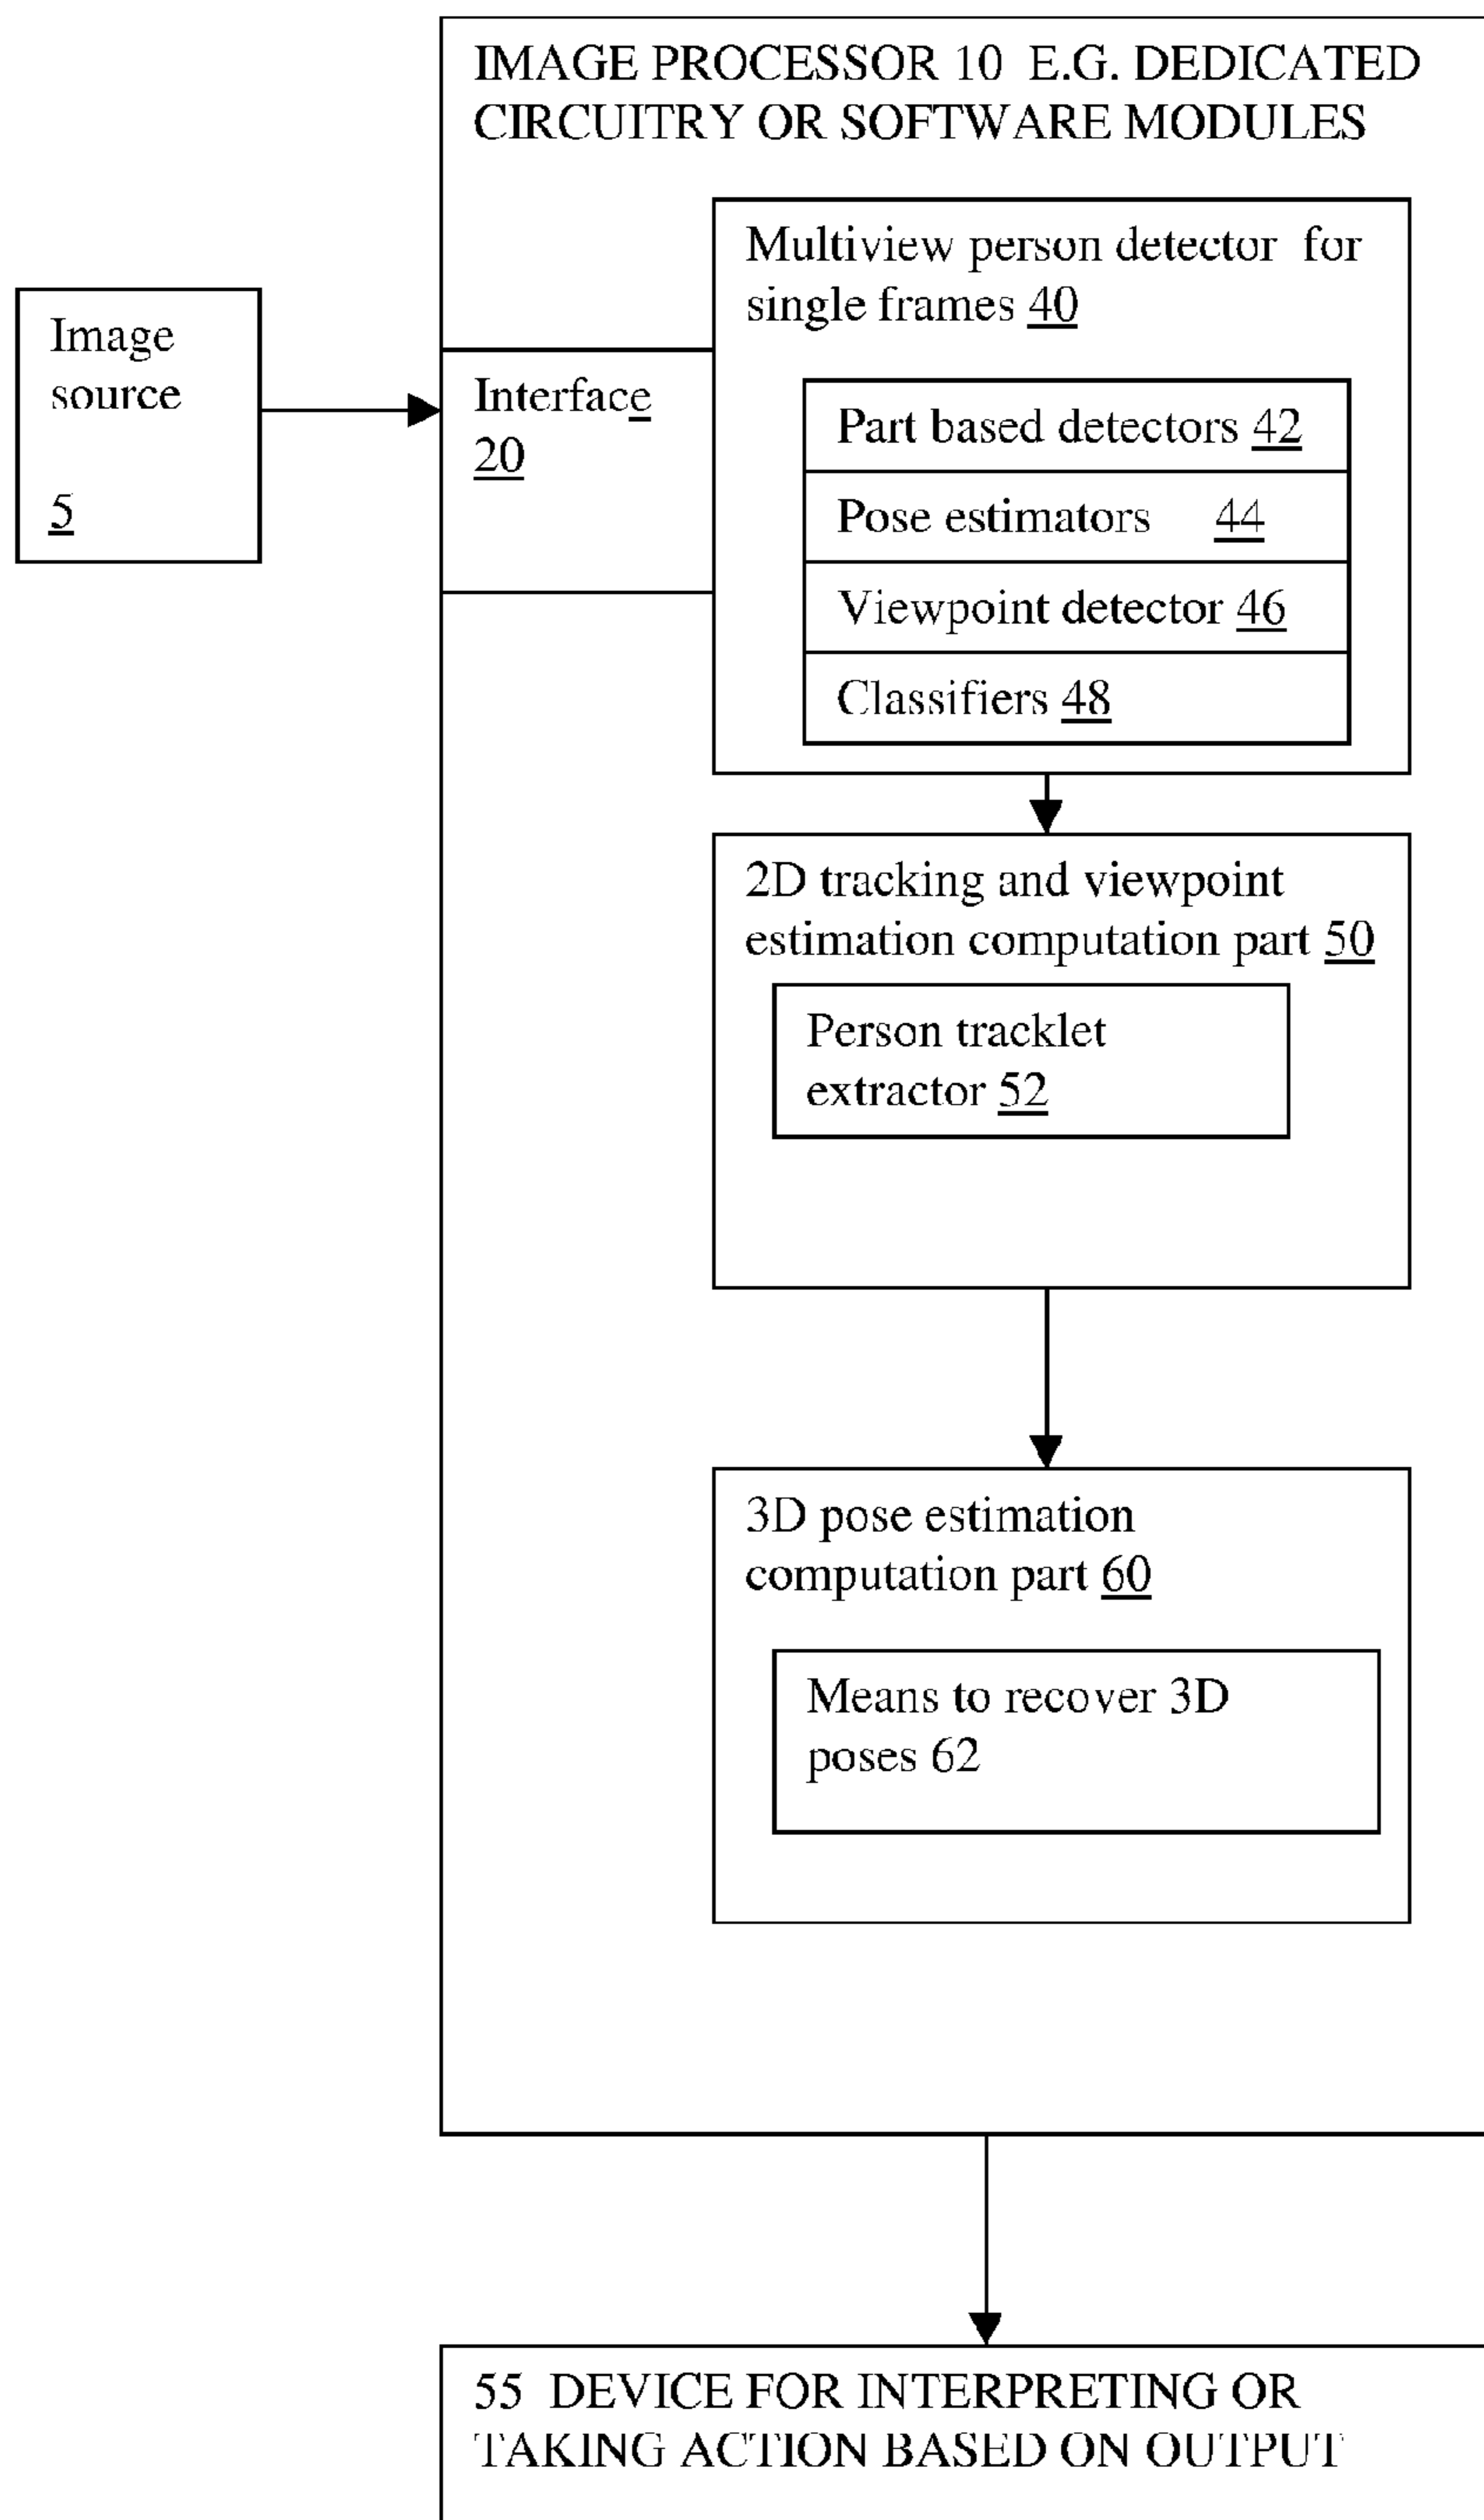 IMAGE PROCESSOR 10 E.G. DEDICATED
CIRCUITRY OR SOFTWARE MODULES
Image
source
5
Interface
20
Multiview person detector for
single frames 40
Part based detectors 42
Pose estimators 44
Viewpoint detector 46
Classifiers 48
2D tracking and viewpoint
estimation computation part 50
Person tracklet
extractor 52
3D pose estimation
computation part 60
Means to recover 3D
poses 62
55 DEVICE FOR INTERPRETING OR
TAKING ACTION BASED ON OUTPUT